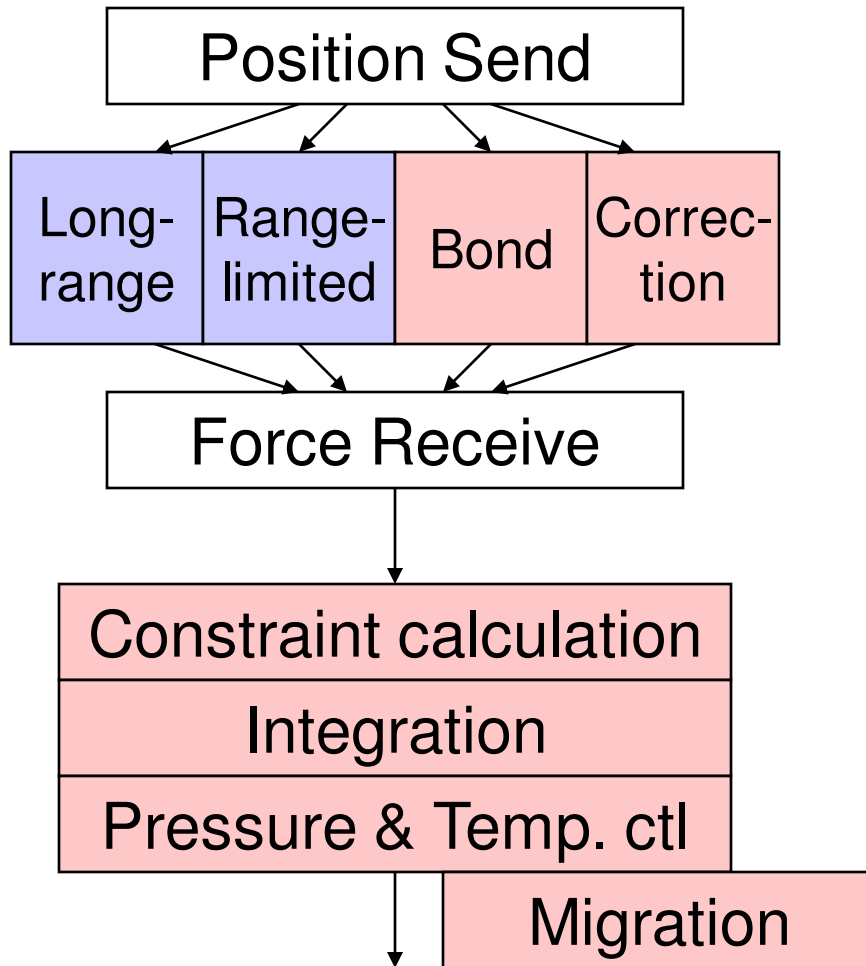 Position Send
Long-
range
Range-
limited
Bond
Correc-
tion
Force Receive
Constraint calculation
Integration
Pressure & Temp. ctl
Migration